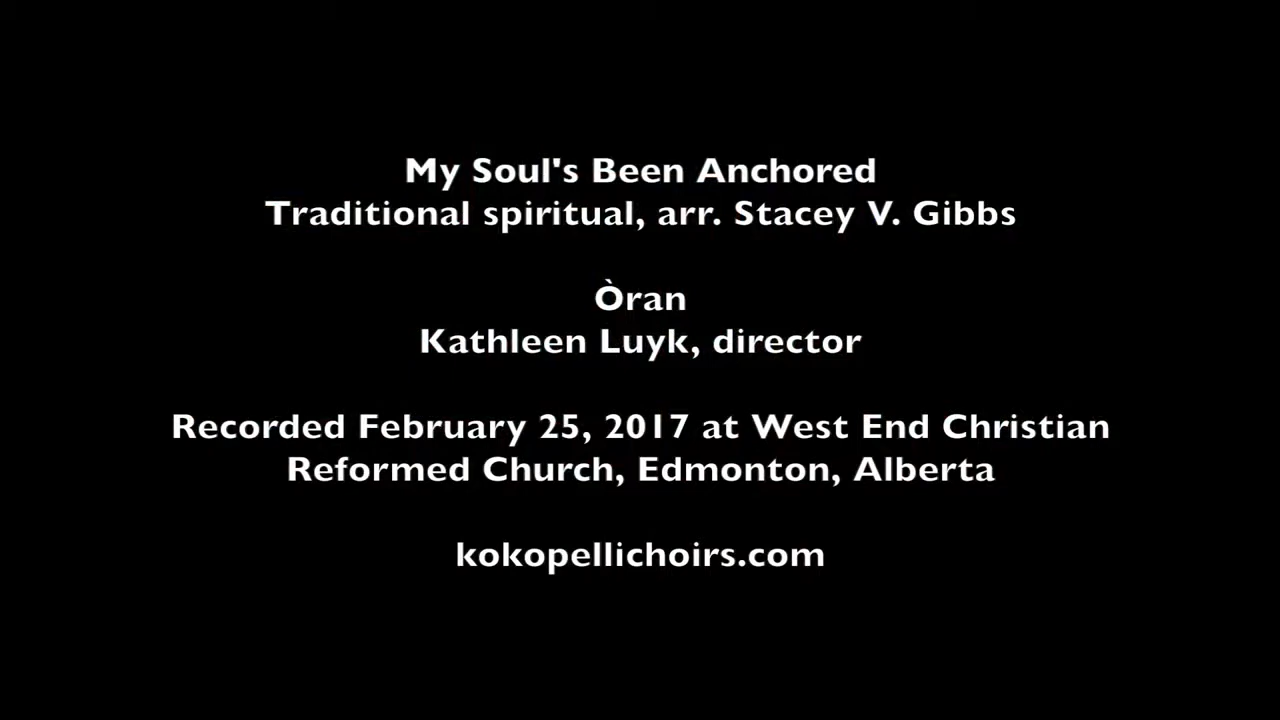 My Soul's Been Anchored
Traditional spiritual, arr. Stacey V. Gibbs
Òran
Kathleen Luyk, director
Recorded February 25, 2017 at West End Christian
Reformed Church, Edmonton, Alberta
kokopellichoirs.com